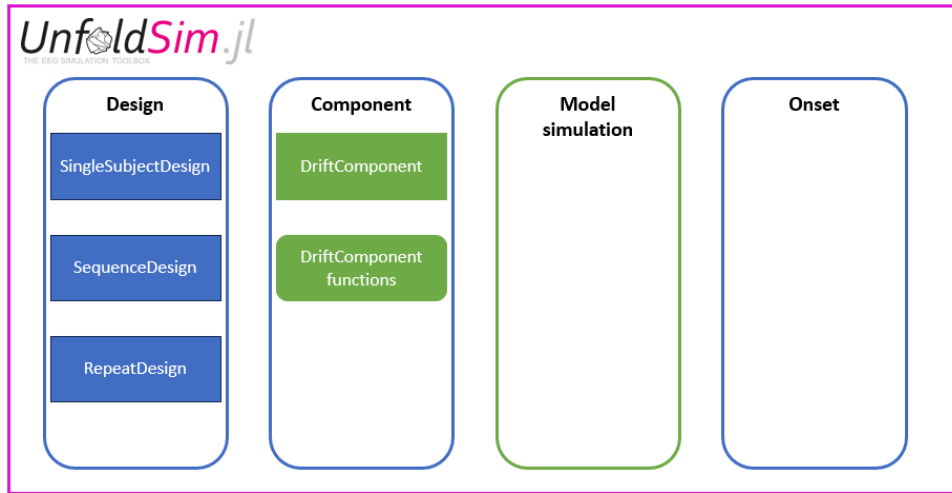 UnfoldSim.jl
THE EEG SIMULATION TOOLBOX
Design
SingleSubjectDesign
SequenceDesign
RepeatDesign
Component
DriftComponent
DriftComponent
functions
Model
simulation
Onset